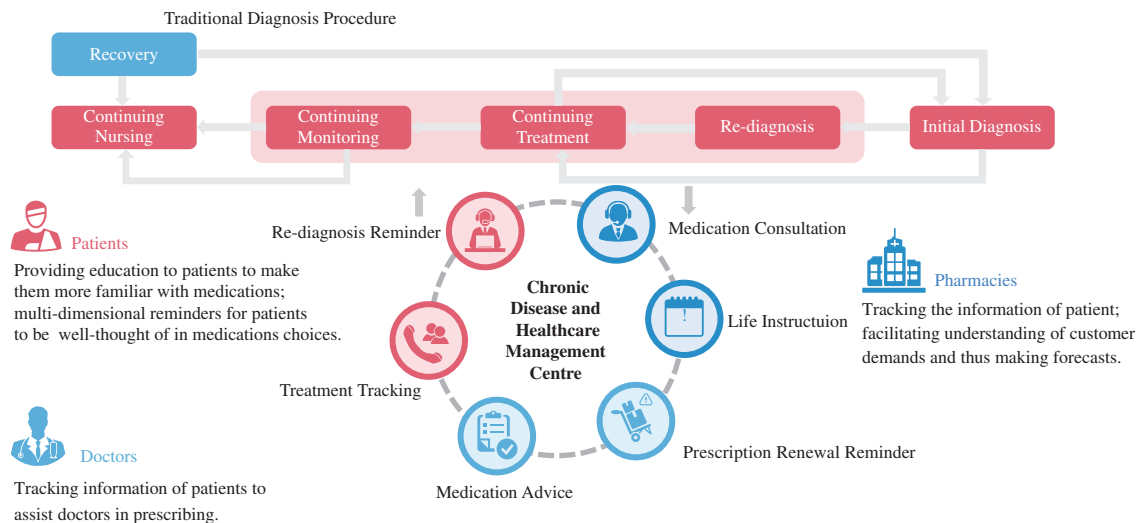 Traditional Diagnosis Procedure
Recovery
Continuing
Nursing
Continuing
Monitoring
Continuing
Treatment
Re-diagnosis
Initial Diagnosis
Re-diagnosis Reminder
Medication Consultation
Patients
Providing education to patients to make
them more familiar with medications;
multi-dimensional reminders for patients
to be well-thought of in medications choices.
Chronic
Disease and
Healthcare
Management
Centre
Life Instructuion
Pharmacies
Tracking the information of patient;
facilitating understanding of customer
demands and thus making forecasts.
Treatment Tracking
Prescription Renewal Reminder
Medication Advice
Doctors
Tracking information of patients to
assist doctors in prescribing.